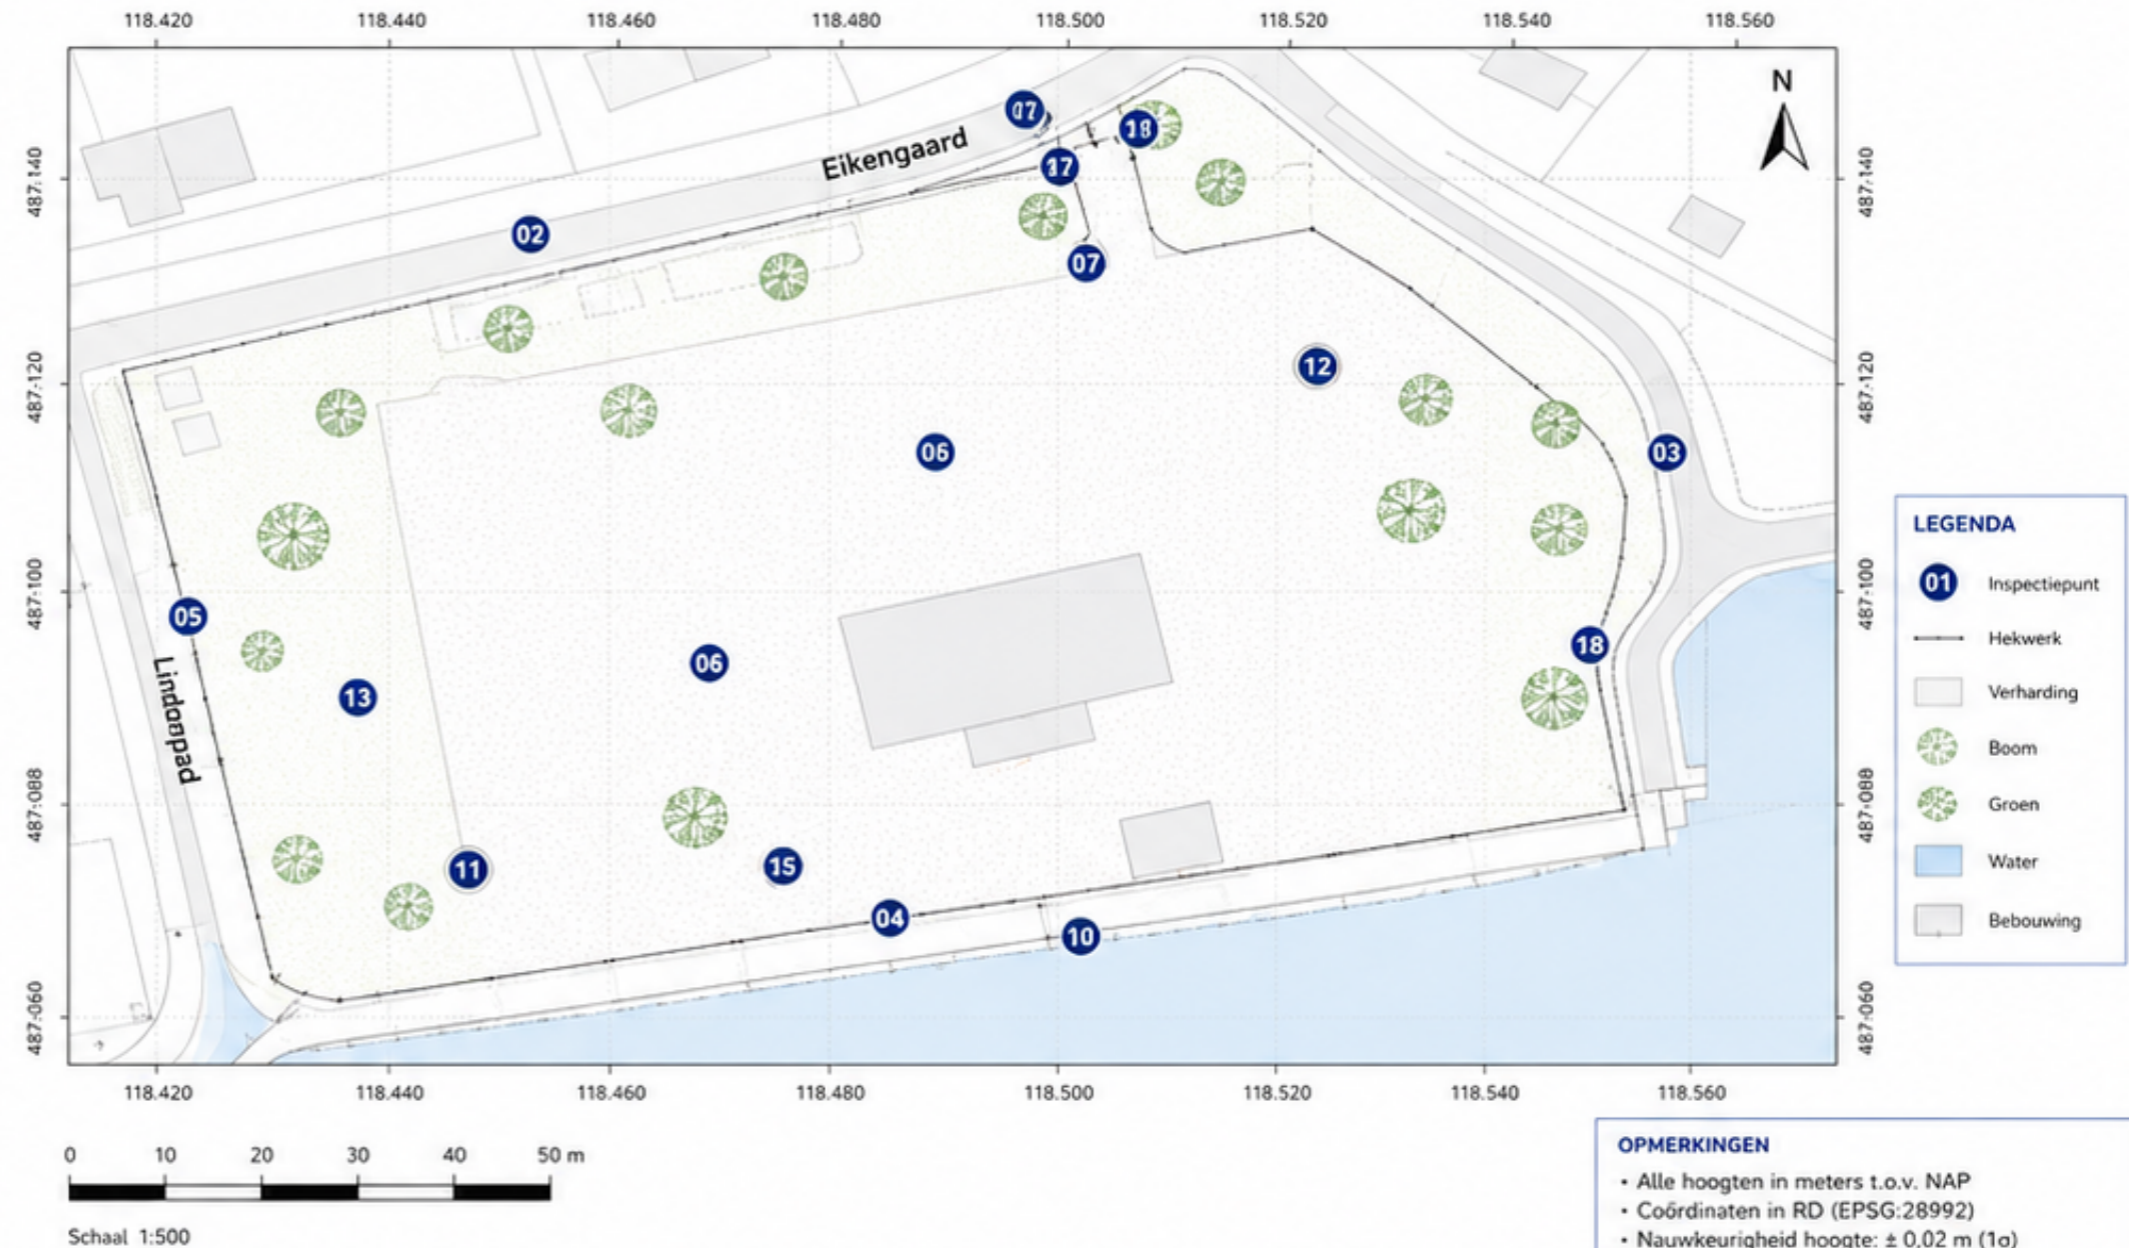 118.420 118.440 118.460 118.480 118.500 118.520 118.540 118.560
N
487.140
487.120
487.100
487.088
487.060
487.140
487.120
487.100
487.088
487.060
Eikengaard
02
17
18
07
12
06
03
05
06
18
13
11
15
04
10
118.420 118.440 118.460 118.480 118.500 118.520 118.540 118.560
LEGENDA
01 Inspectiepunt
Hekwerk
Verharding
Boom
Groen
Water
Bebouwing
0 10 20 30 40 50 m
Schaal 1:500
OPMERKINGEN
• Alle hoogten in meters t.o.v. NAP
• Coördinaten in RD (EPSG:28992)
• Nauwkeurigheid hoogte: ± 0,02 m (1σ)